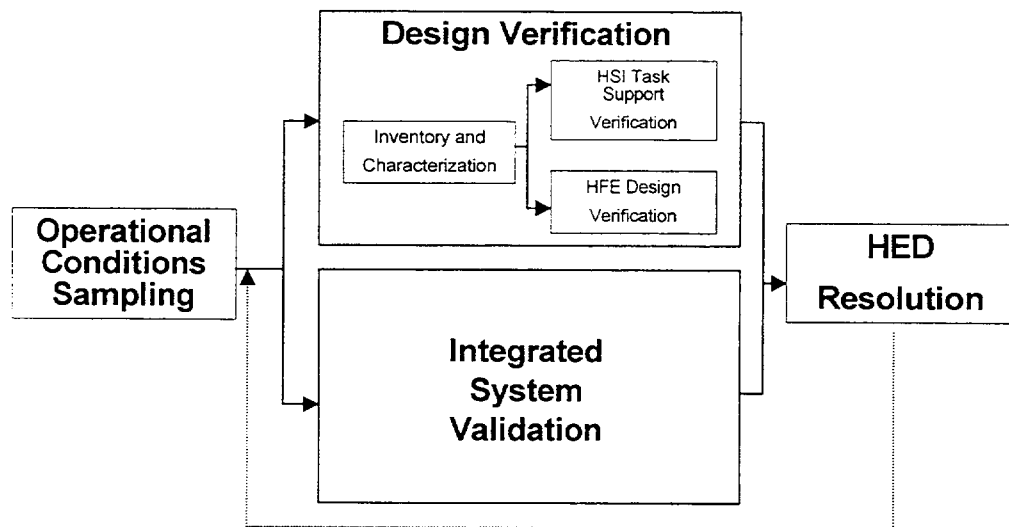 Design Verification
HSI Task
Support
Verification
Inventory and
Characterization
HFE Design
Verification
Operational
Conditions
Sampling
HED
Resolution
Integrated
System
Validation